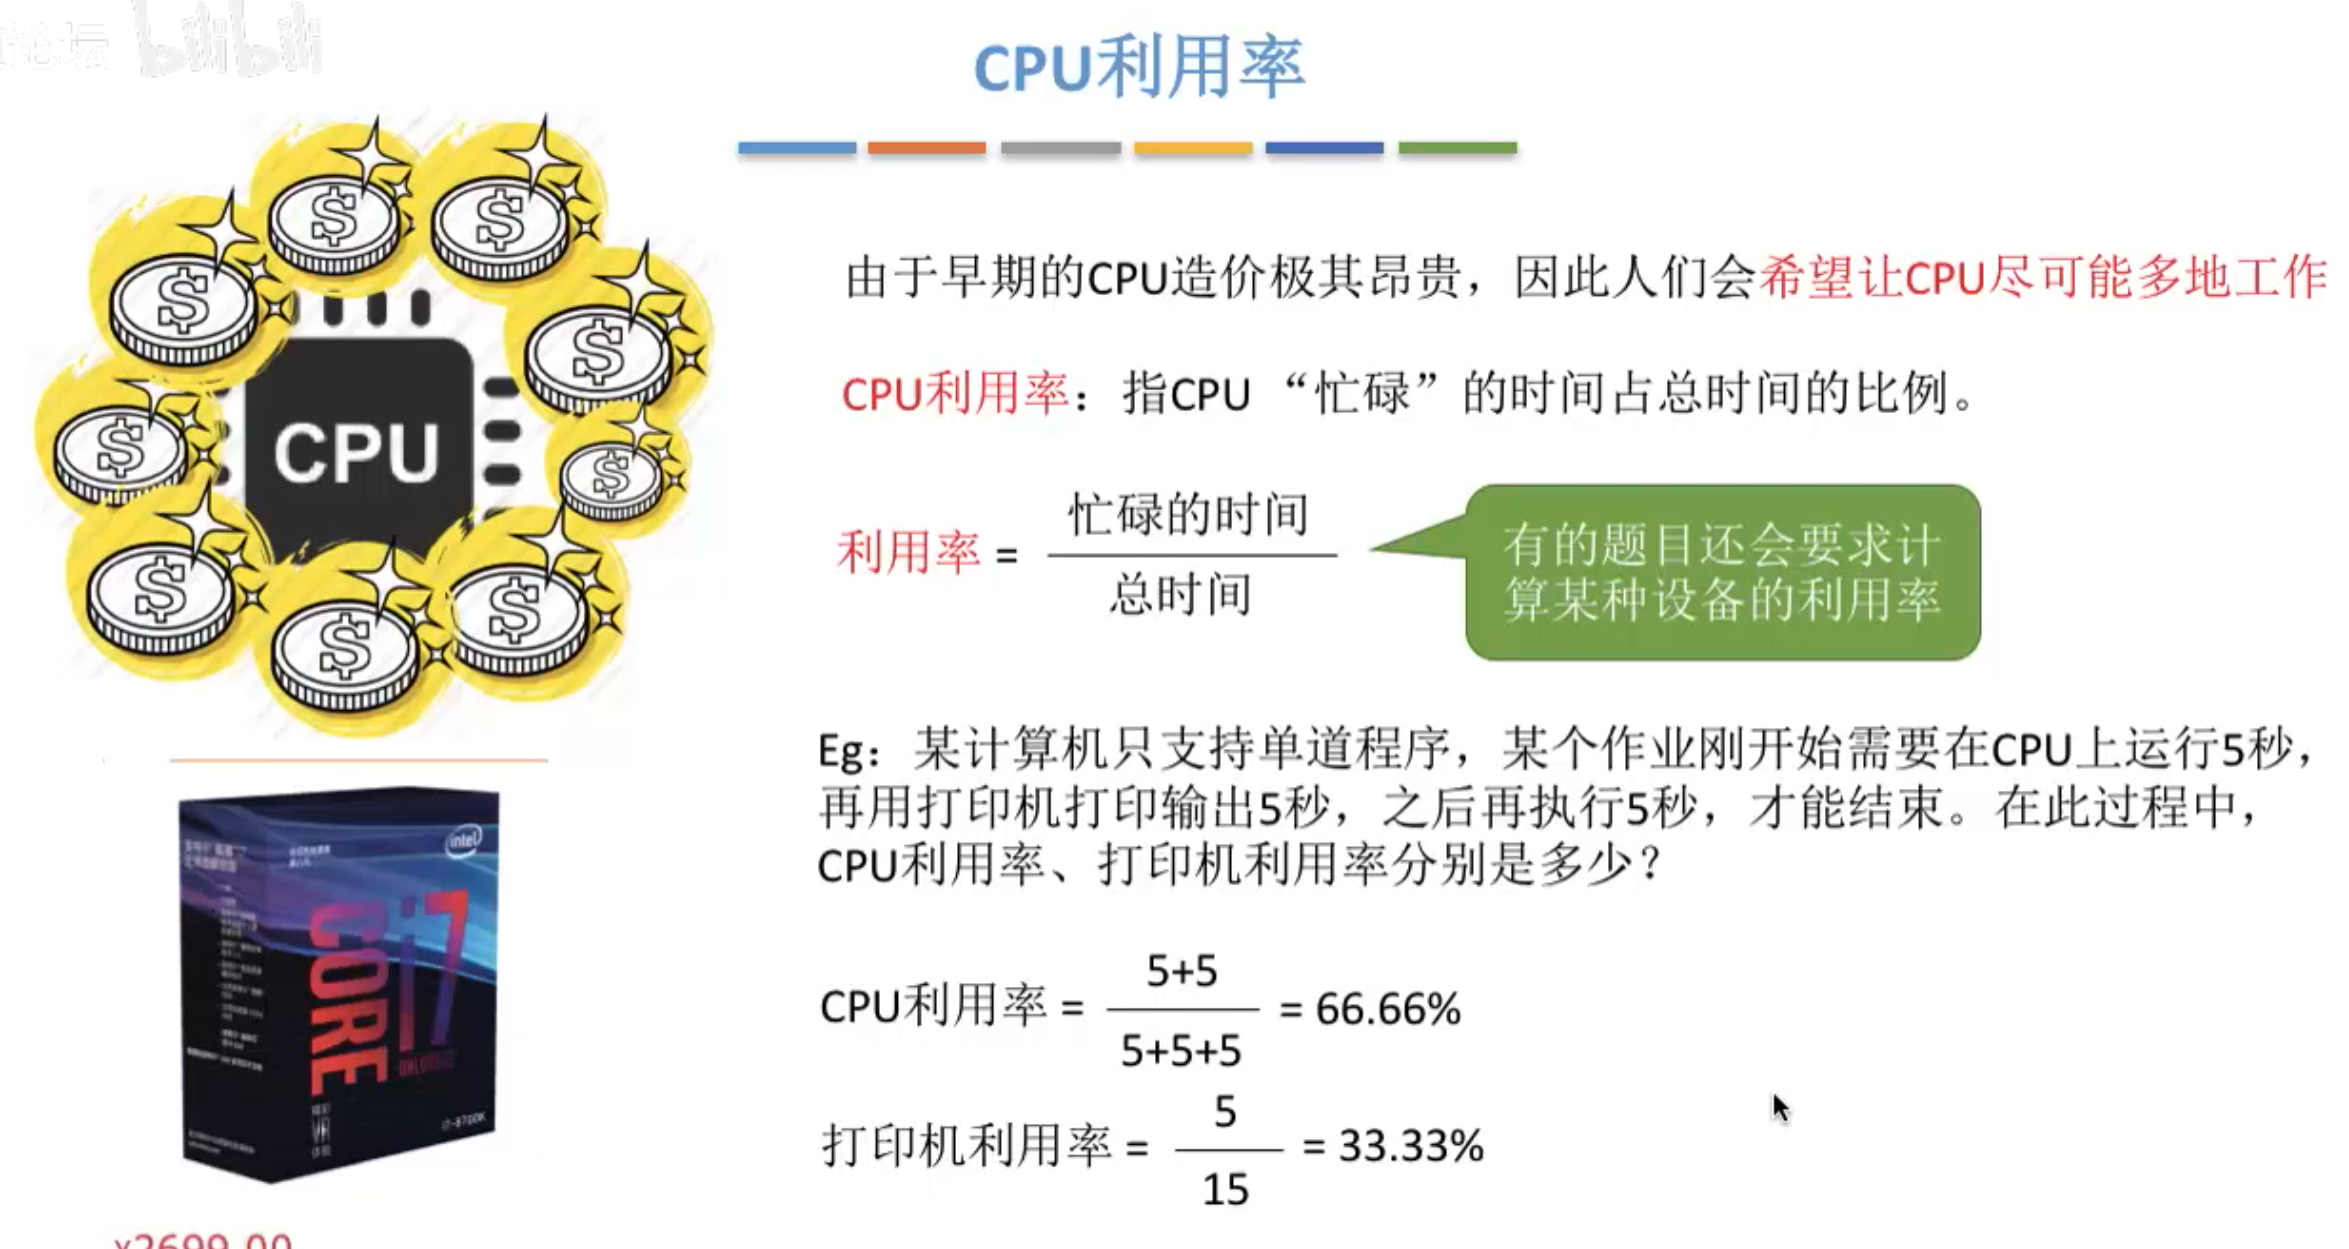 论坛 bilibili
CPU利用率
CPU
由于早期的CPU造价极其昂贵，因此人们会希望让CPU尽可能多地工作
CPU利用率：指CPU “忙碌”的时间占总时间的比例。
利用率 =
忙碌的时间
总时间
有的题目还会要求计
算某种设备的利用率
Eg：某计算机只支持单道程序，某个作业刚开始需要在CPU上运行5秒，
再用打印机打印输出5秒，之后再执行5秒，才能结束。在此过程中，
CPU利用率、打印机利用率分别是多少？
CPU利用率 =
5+5
5+5+5
= 66.66%
打印机利用率 =
5
15
= 33.33%
intel
CORE
i7
UNLOCKED
VR
i7-8700K
¥2699.00